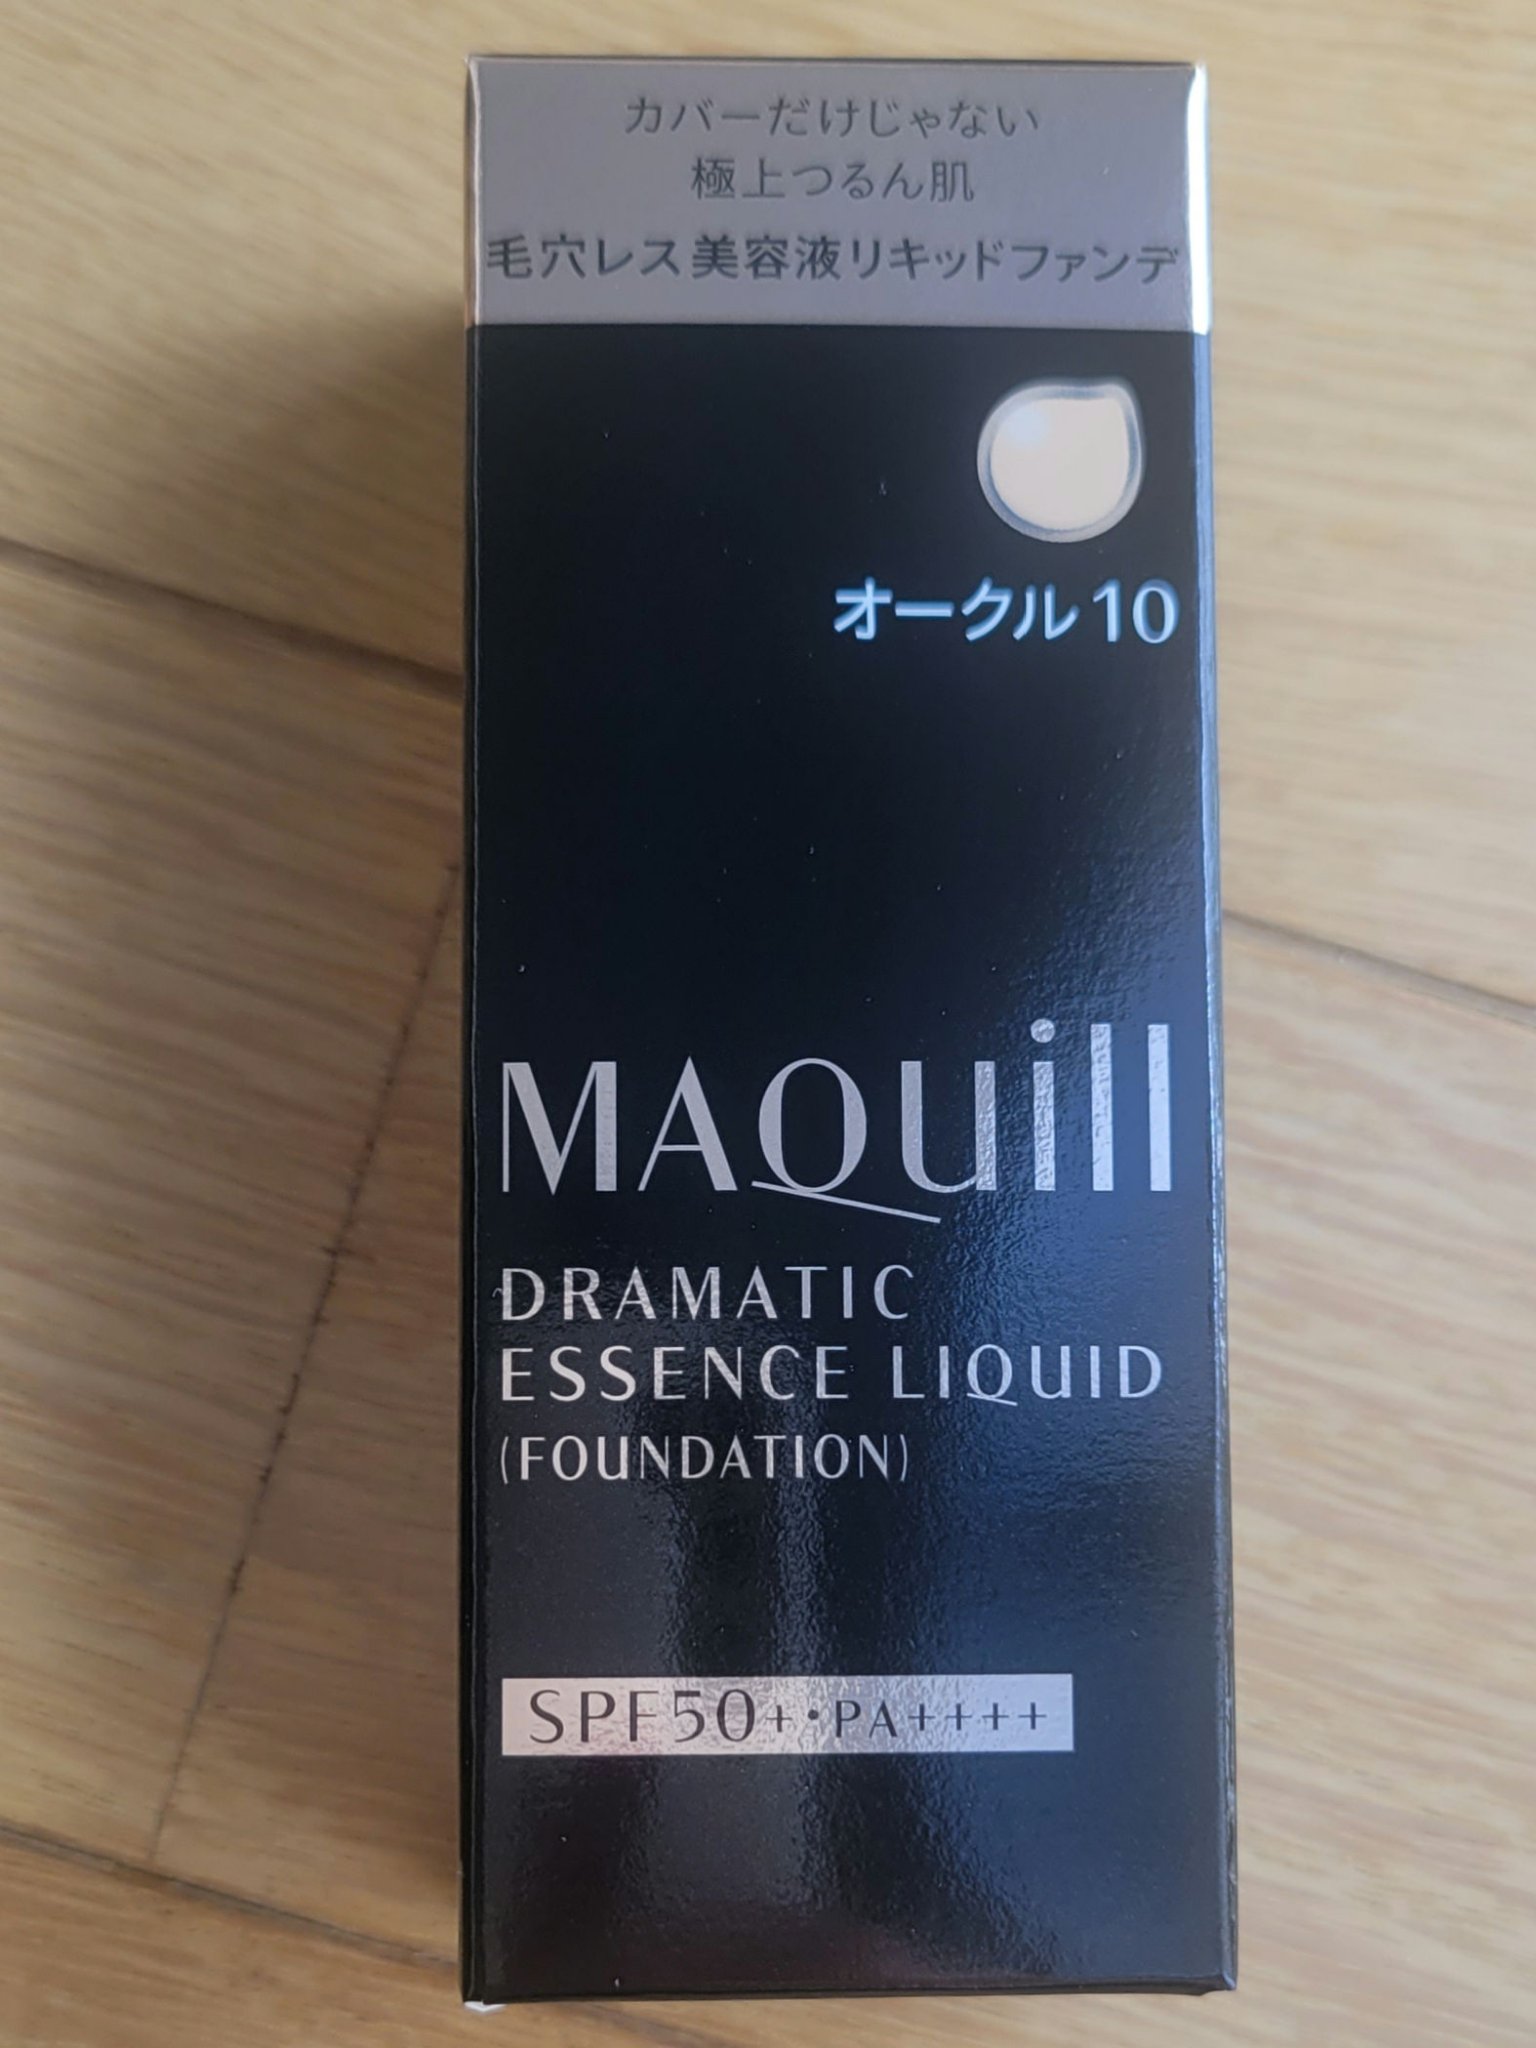 カバーだけじゃない
極上つるん肌
毛穴レス美容液リキッドファンデ
オークル10
MAQuill
DRAMATIC
ESSENCE LIQUID
(FOUNDATION)
SPF50+・PA++++